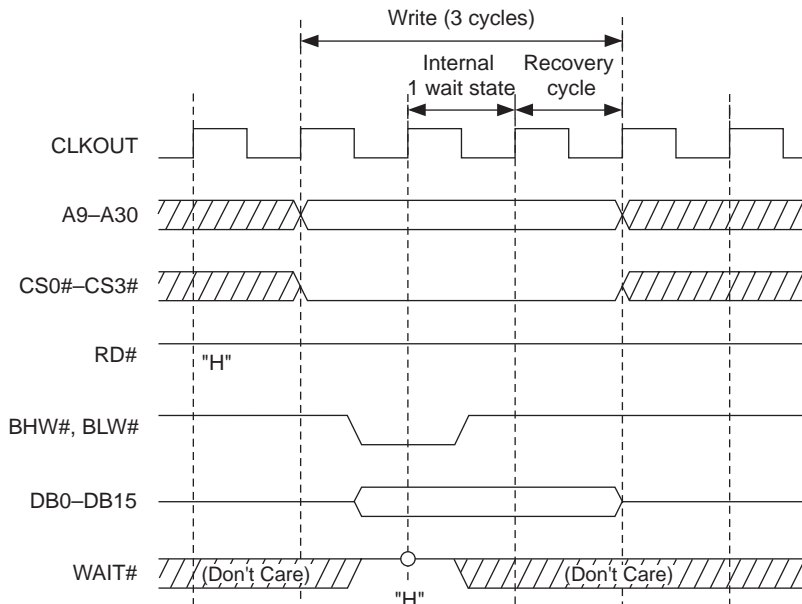 Write (3 cycles)
Internal
1 wait state
Recovery
cycle
CLKOUT
A9–A30
CS0#–CS3#
RD#
"H"
BHW#, BLW#
DB0–DB15
WAIT#
(Don't Care)
(Don't Care)
"H"